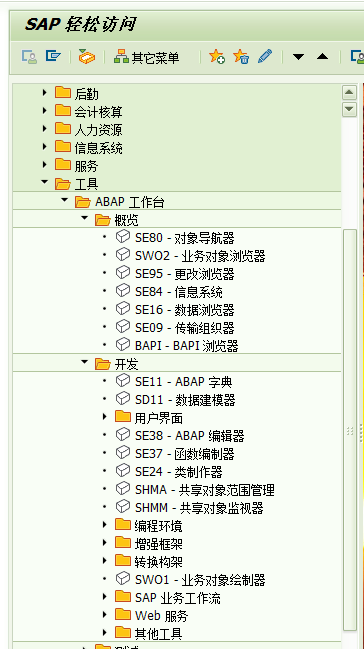 SAP 轻松访问
其它菜单
后勤
会计核算
人力资源
信息系统
服务
工具
ABAP 工作台
概览
SE80 - 对象导航器
SWO2 - 业务对象浏览器
SE95 - 更改浏览器
SE84 - 信息系统
SE16 - 数据浏览器
SE09 - 传输组织器
BAPI - BAPI 浏览器
开发
SE11 - ABAP 字典
SD11 - 数据建模器
用户界面
SE38 - ABAP 编辑器
SE37 - 函数编制器
SE24 - 类制作器
SHMA - 共享对象范围管理
SHMM - 共享对象监视器
编程环境
增强框架
转换构架
SWO1 - 业务对象绘制器
SAP 业务工作流
Web 服务
其他工具